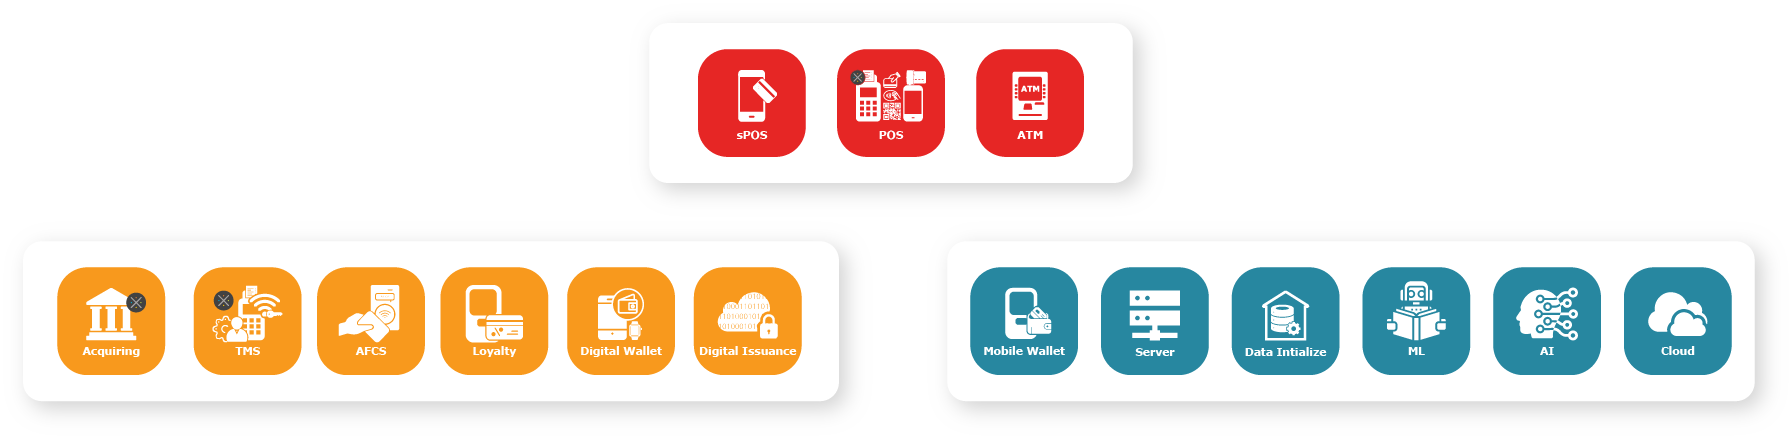 ATM
sPOS
POS
ATM
Acquiring
TMS
AFCS
Loyalty
Digital Wallet
Digital Issuance
Mobile Wallet
Server
Data Intialize
ML
AI
Cloud